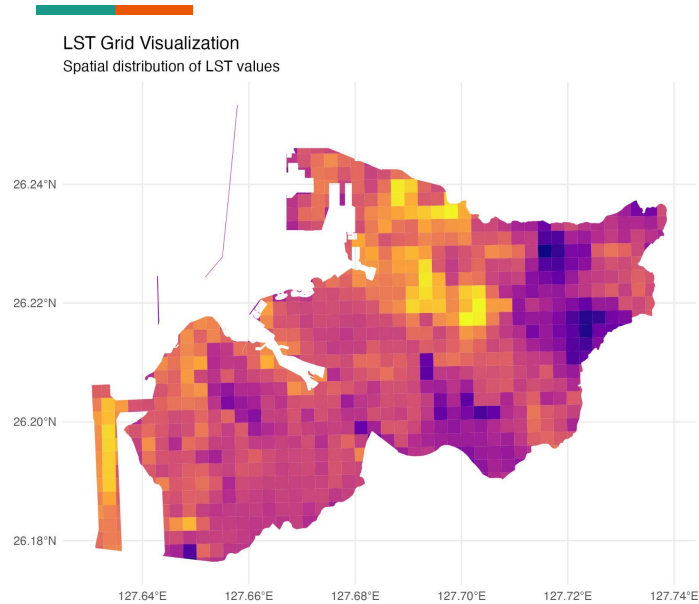 LST Grid Visualization
Spatial distribution of LST values
26.24°N
26.22°N
26.20°N
26.18°N
127.64°E 127.66°E 127.68°E 127.70°E 127.72°E 127.74°E